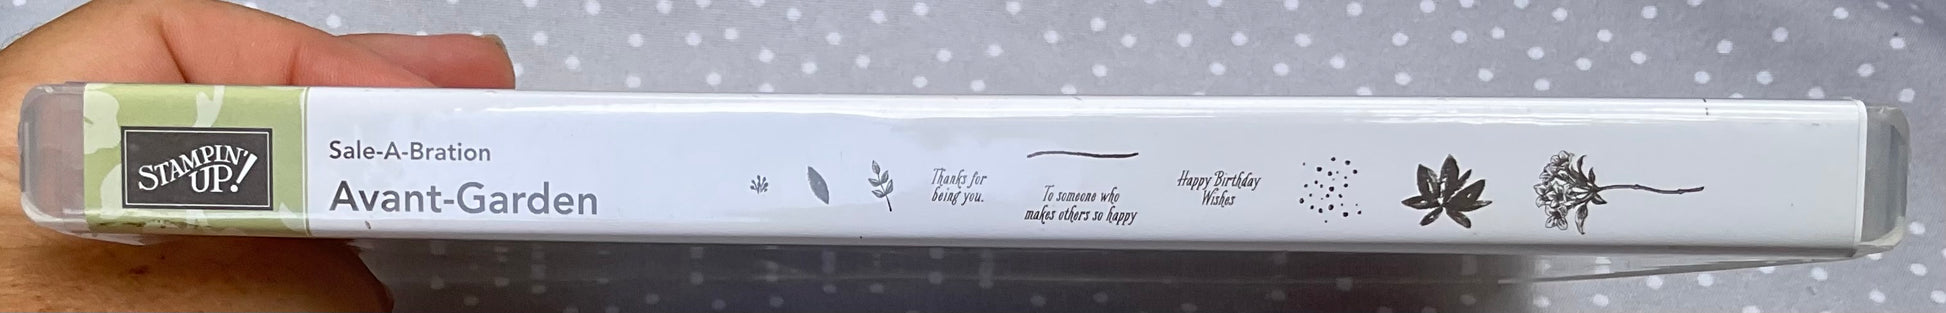 STAMPIN' UP!
Sale-A-Bration
Avant-Garden
Thanks for
being you.
To someone who
makes others so happy
Happy Birthday
Wishes